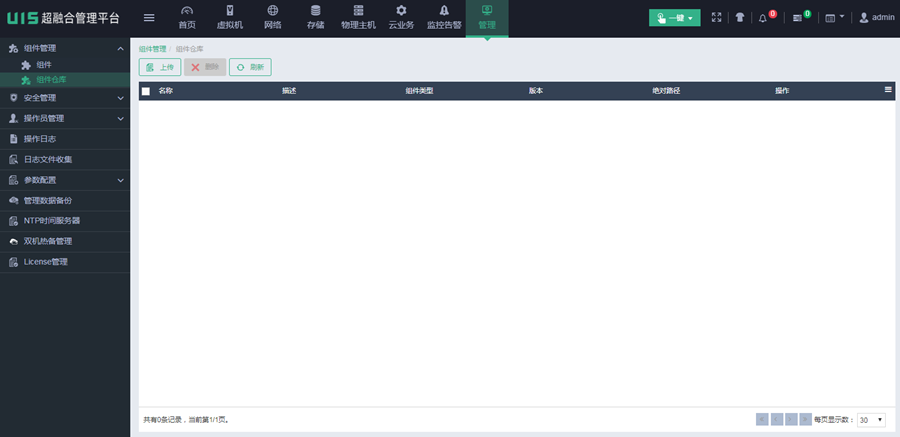 UIS 超融合管理平台
首页 虚拟机 网络 存储 物理主机 云业务 监控告警 管理
一键 0 0 admin
组件管理
组件
组件仓库
安全管理
操作员管理
操作日志
日志文件收集
参数配置
管理数据备份
NTP时间服务器
双机热备管理
License管理
组件管理 / 组件仓库
上传 删除 刷新
名称 描述 组件类型 版本 绝对路径 操作
共有0条记录，当前第1/1页。 每页显示数： 30